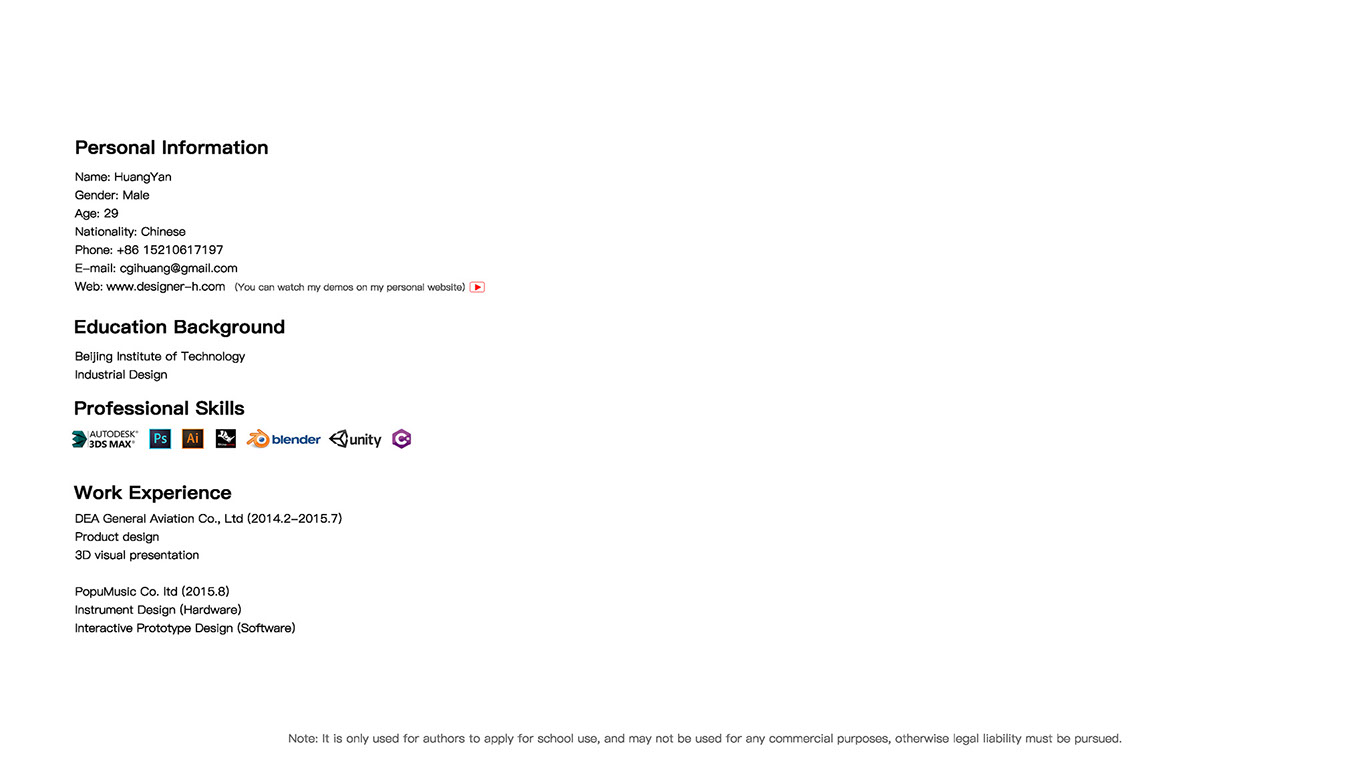 Personal Information
Name: HuangYan
Gender: Male
Age: 29
Nationality: Chinese
Phone: +86 15210617197
E-mail: cgihuang@gmail.com
Web: www.designer-h.com (You can watch my demos on my personal website)
Education Background
Beijing Institute of Technology
Industrial Design
Professional Skills
AUTODESK® 3DS MAX® Ps Ai blender unity C#
Work Experience
DEA General Aviation Co., Ltd (2014.2-2015.7)
Product design
3D visual presentation
PopuMusic Co. ltd (2015.8)
Instrument Design (Hardware)
Interactive Prototype Design (Software)
Note: It is only used for authors to apply for school use, and may not be used for any commercial purposes, otherwise legal liability must be pursued.